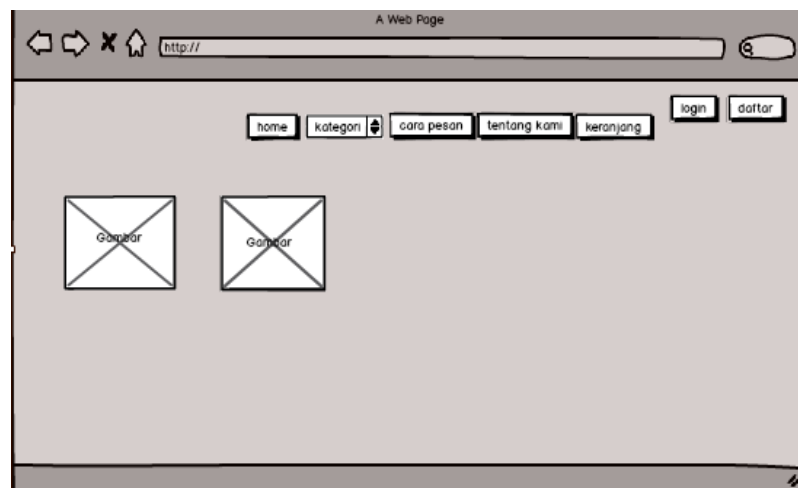 A Web Page
http://
login daftar
home kategori cara pesan tentang kami keranjang
Gambar Gambar